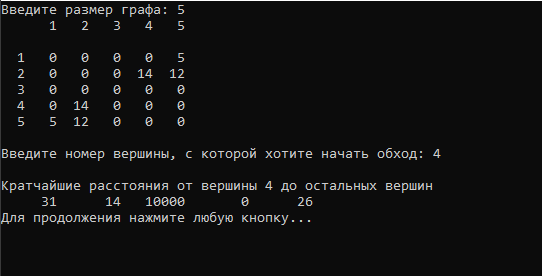 Введите размер графа: 5
1 2 3 4 5
1 0 0 0 0 5
2 0 0 0 14 12
3 0 0 0 0 0
4 0 14 0 0 0
5 5 12 0 0 0
Введите номер вершины, с которой хотите начать обход: 4
Кратчайшие расстояния от вершины 4 до остальных вершин
31 14 10000 0 26
Для продолжения нажмите любую кнопку...